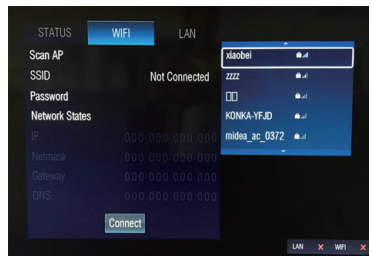 STATUS WIFI LAN
Scan AP
SSID Not Connected
Password
Network States
IP 000 000 000 000
Netmask 000 000 000 000
Gateway 000 000 000 000
DNS 000 000 000 000
Connect
xiaobei
zzzz
KONKA-YFJD
midea_ac_0372
LAN X WIFI X